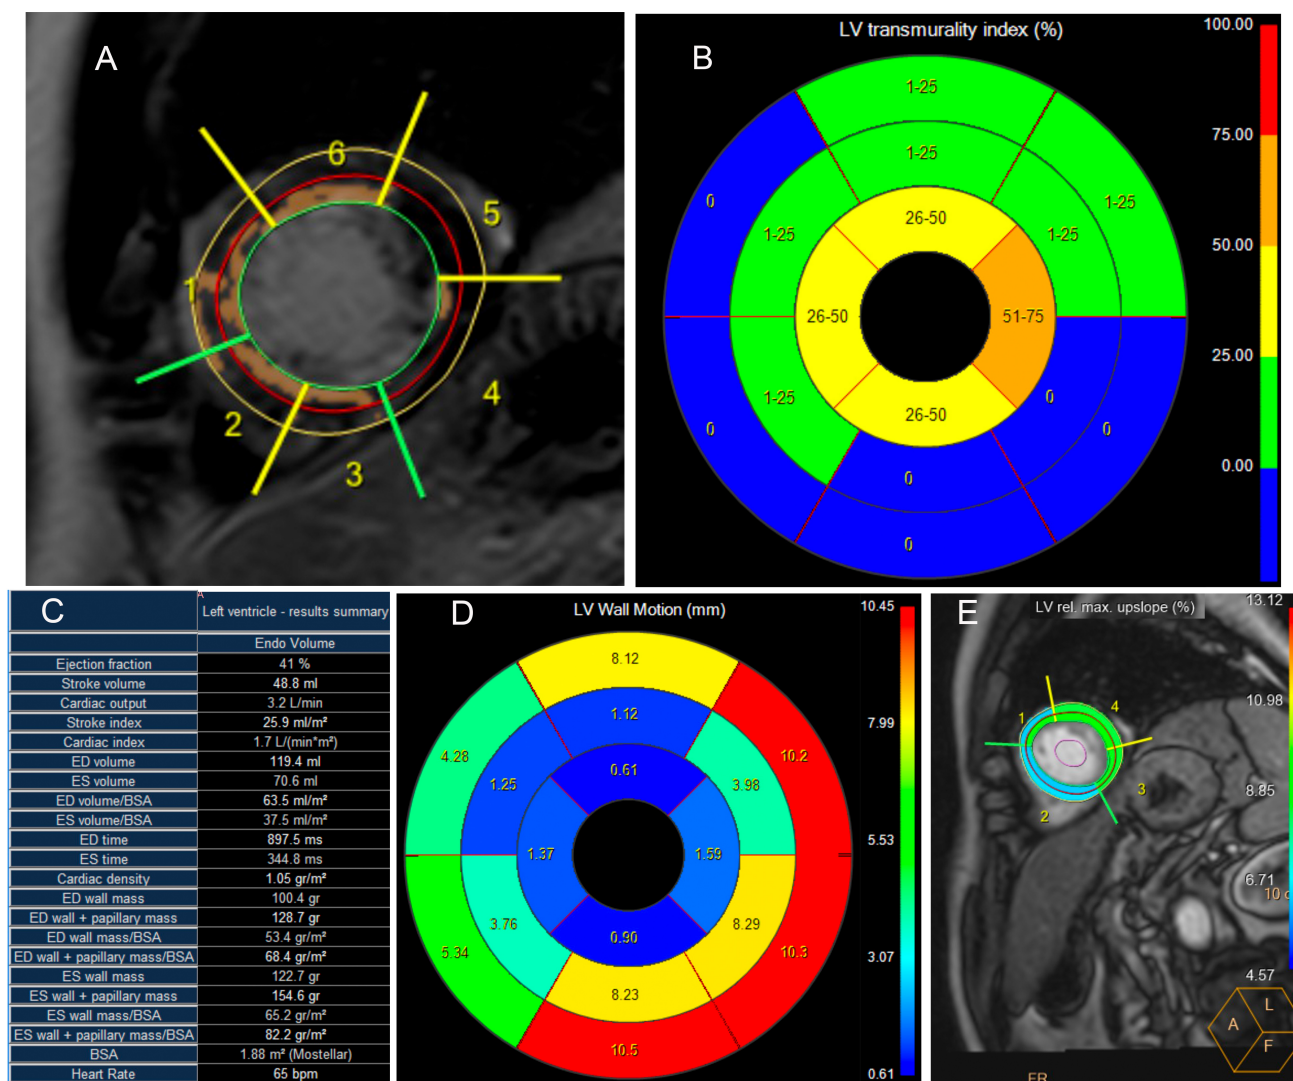 A
6
5
1
4
2
3
B
LV transmurality index (%)
100.00
75.00
50.00
25.00
0.00
1-25
1-25
0
1-25
26-50
1-25
1-25
26-50
51-75
1-25
26-50
0
0
0
0
0
C
A
Left ventricle - results summary
Endo Volume
Ejection fraction 41 %
Stroke volume 48.8 ml
Cardiac output 3.2 L/min
Stroke index 25.9 ml/m²
Cardiac index 1.7 L/(min*m²)
ED volume 119.4 ml
ES volume 70.6 ml
ED volume/BSA 63.5 ml/m²
ES volume/BSA 37.5 ml/m²
ED time 897.5 ms
ES time 344.8 ms
Cardiac density 1.05 gr/m²
ED wall mass 100.4 gr
ED wall + papillary mass 128.7 gr
ED wall mass/BSA 53.4 gr/m²
ED wall + papillary mass/BSA 68.4 gr/m²
ES wall mass 122.7 gr
ES wall + papillary mass 154.6 gr
ES wall mass/BSA 65.2 gr/m²
ES wall + papillary mass/BSA 82.2 gr/m²
BSA 1.88 m² (Mostellar)
Heart Rate 65 bpm
D
LV Wall Motion (mm)
10.45
7.99
5.53
3.07
0.61
8.12
1.12
4.28
10.2
0.61
1.25
3.98
1.37
1.59
3.76
8.29
0.90
5.34
10.3
8.23
10.5
E
LV rel. max. upslope (%)
13.12
10.98
8.85
6.71
4.57
1
4
3
2
10 c
L
A
F
FR